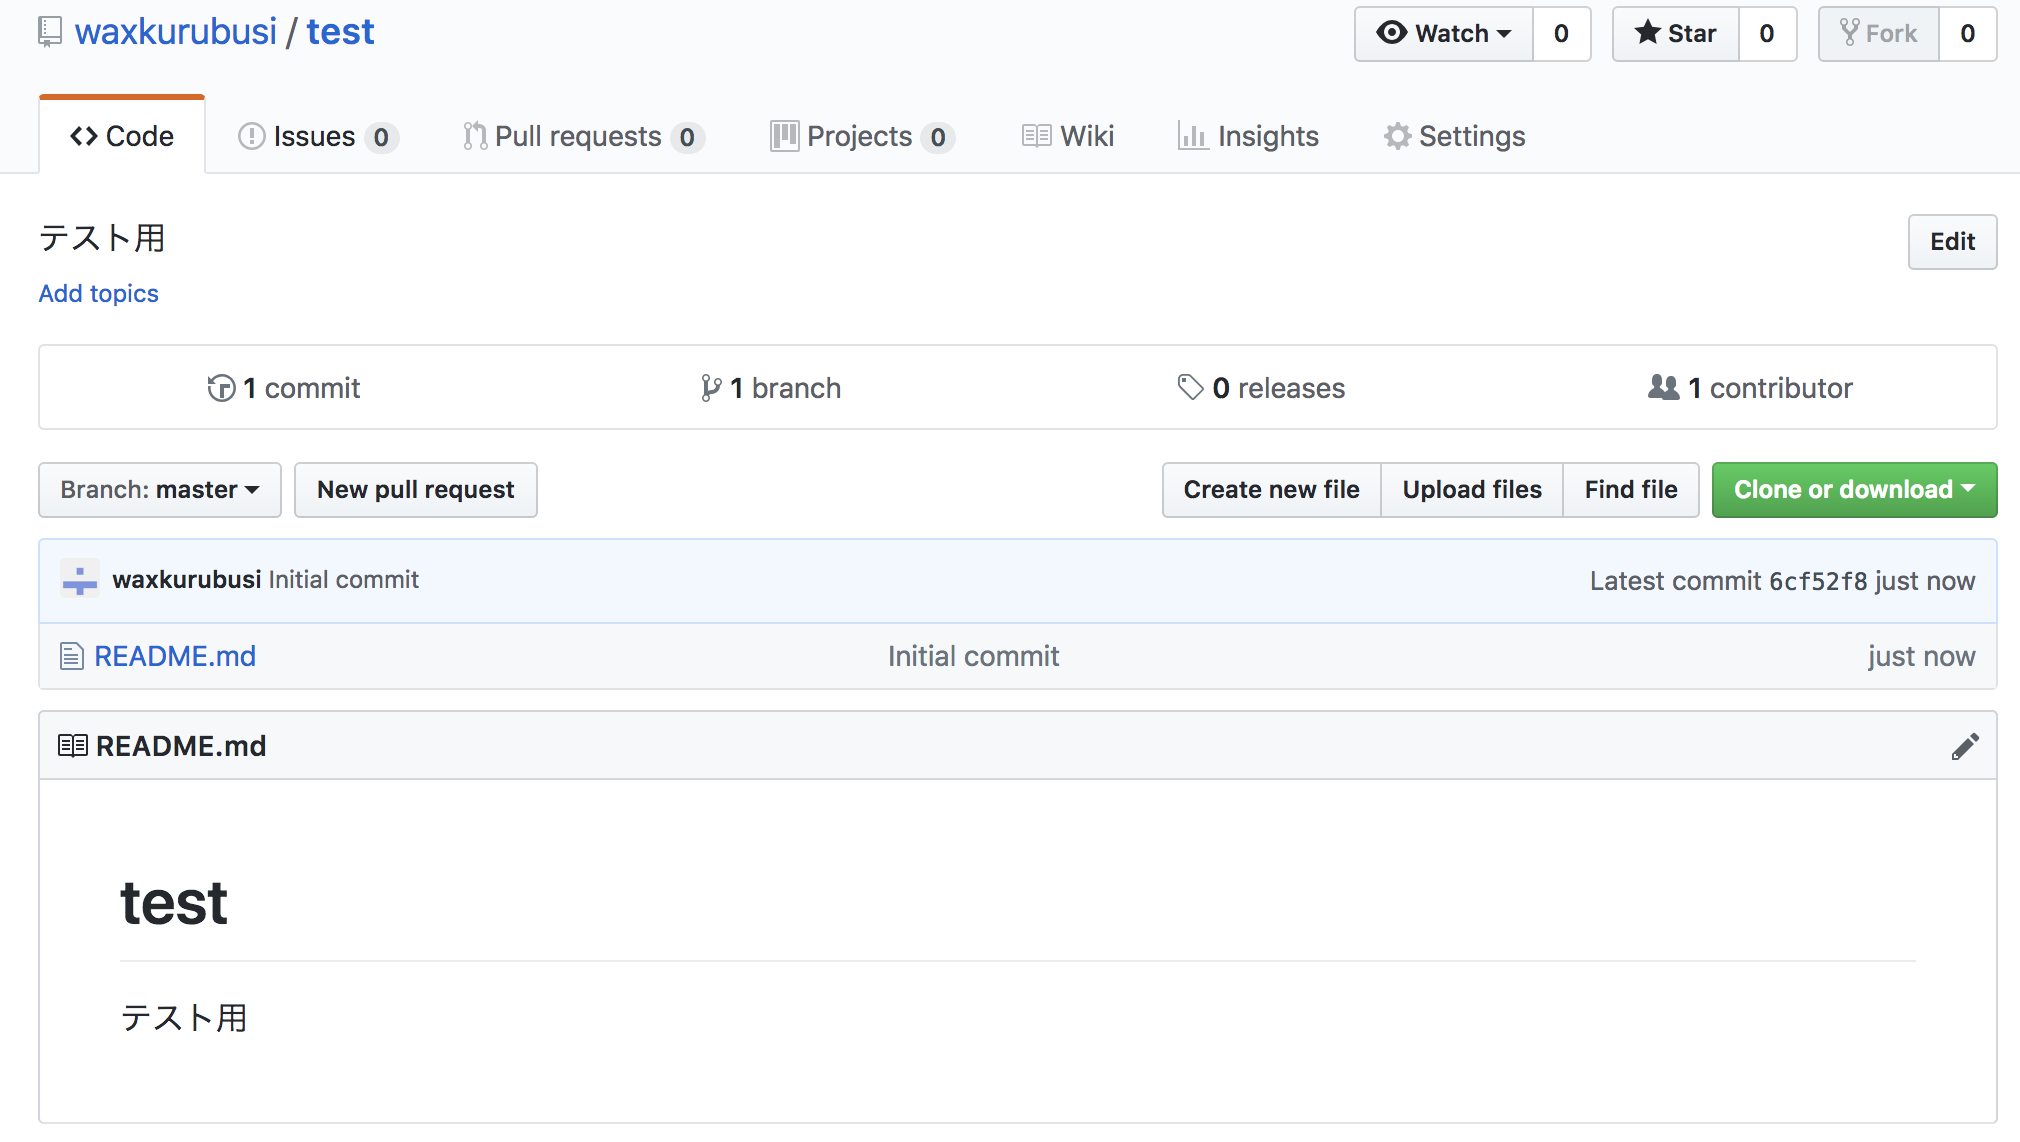 waxkurubusi / test Watch 0 Star 0 Fork 0
Code Issues 0 Pull requests 0 Projects 0 Wiki Insights Settings
テスト用 Edit
Add topics
1 commit 1 branch 0 releases 1 contributor
Branch: master New pull request Create new file Upload files Find file Clone or download
waxkurubusi Initial commit Latest commit 6cf52f8 just now
README.md Initial commit just now
README.md
test
テスト用